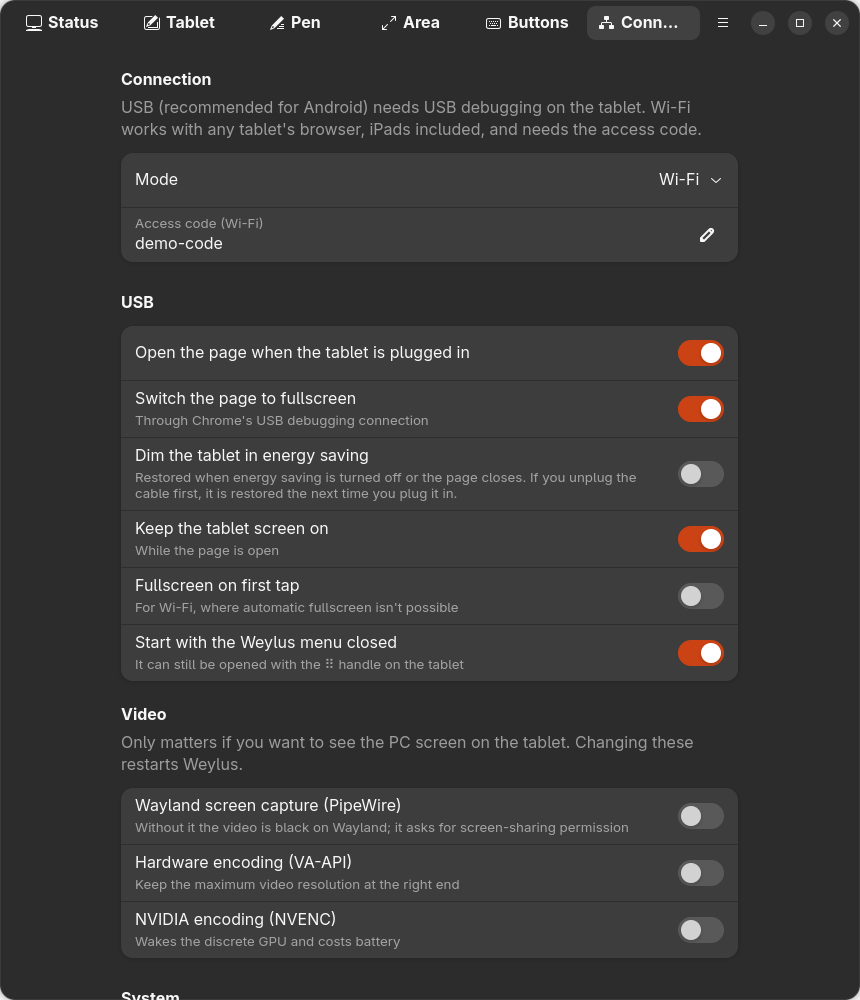 Status
Tablet
Pen
Area
Buttons
Conn...
Connection
USB (recommended for Android) needs USB debugging on the tablet. Wi-Fi
works with any tablet's browser, iPads included, and needs the access code.
Mode
Wi-Fi
Access code (Wi-Fi)
demo-code
USB
Open the page when the tablet is plugged in
Switch the page to fullscreen
Through Chrome's USB debugging connection
Dim the tablet in energy saving
Restored when energy saving is turned off or the page closes. If you unplug the
cable first, it is restored the next time you plug it in.
Keep the tablet screen on
While the page is open
Fullscreen on first tap
For Wi-Fi, where automatic fullscreen isn't possible
Start with the Weylus menu closed
It can still be opened with the ⠿ handle on the tablet
Video
Only matters if you want to see the PC screen on the tablet. Changing these
restarts Weylus.
Wayland screen capture (PipeWire)
Without it the video is black on Wayland; it asks for screen-sharing permission
Hardware encoding (VA-API)
Keep the maximum video resolution at the right end
NVIDIA encoding (NVENC)
Wakes the discrete GPU and costs battery
System